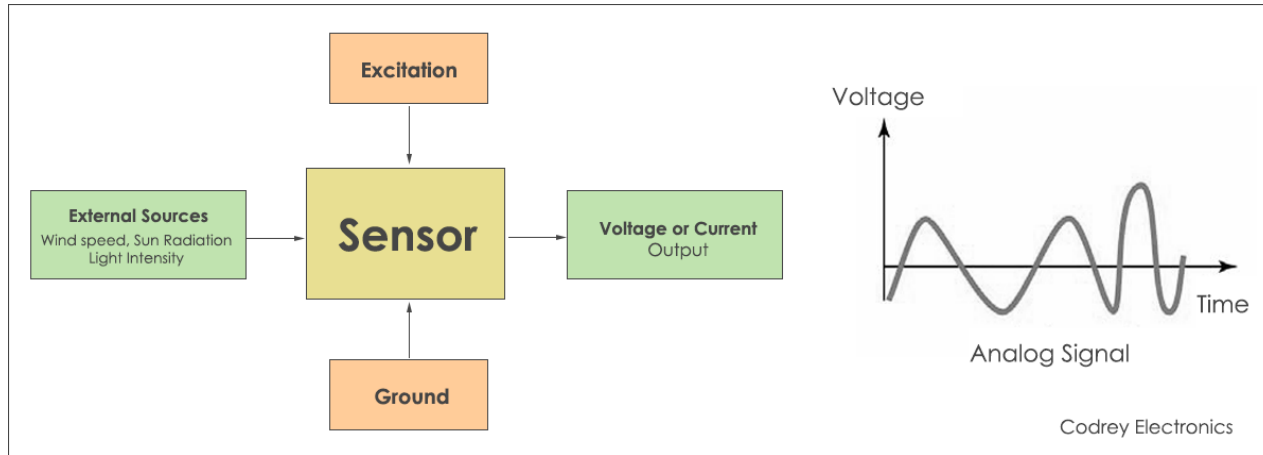 Excitation
External Sources
Wind speed, Sun Radiation
Light Intensity
Sensor
Voltage or Current
Output
Ground
Voltage
Time
Analog Signal
Codrey Electronics